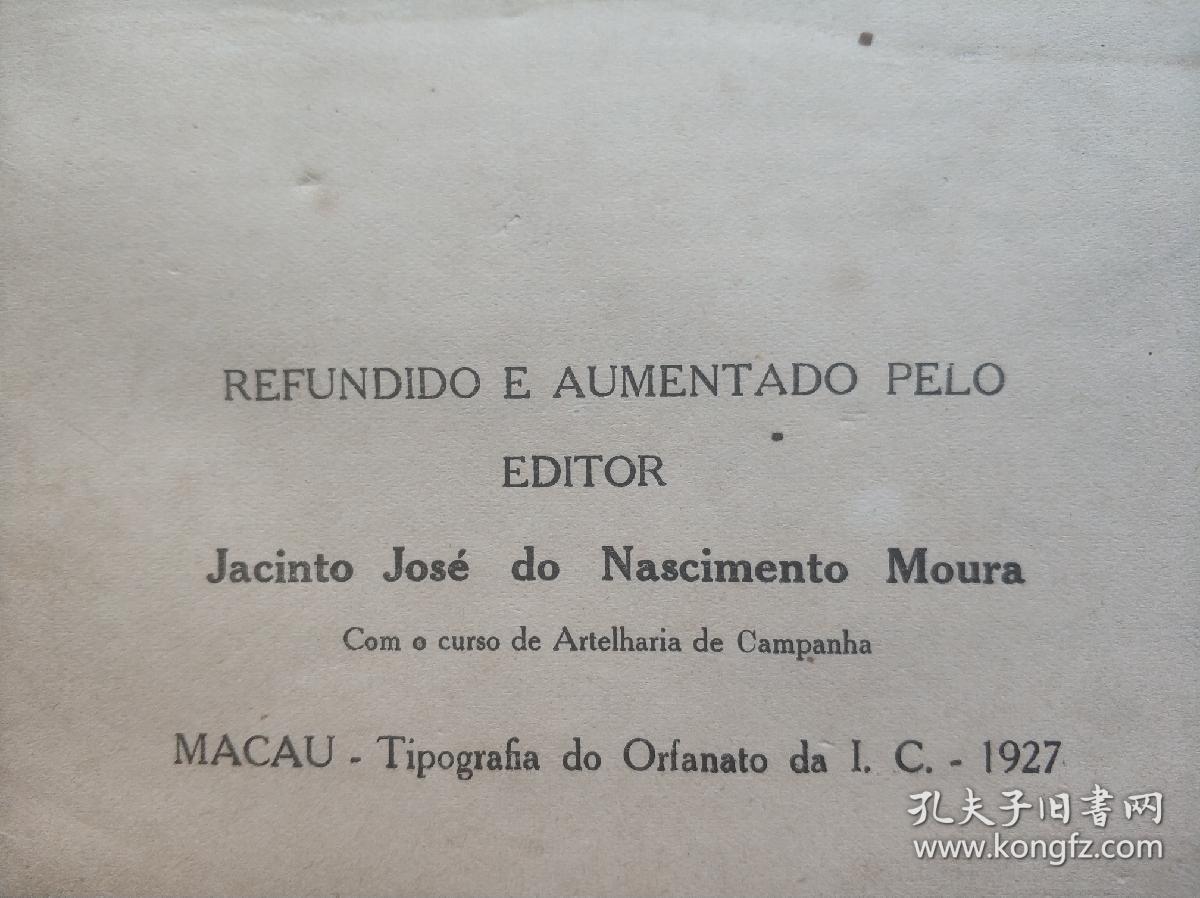 REFUNDIDO E AUMENTADO PELO
EDITOR
Jacinto José do Nascimento Moura
Com o curso de Artelharia de Campanha
MACAU - Tipografia do Orfanato da I. C. - 1927
孔夫子旧书网
www.kongfz.com